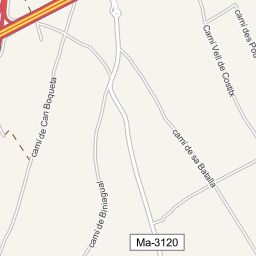 camí des Pou
Camí Vell de Costitx
camí de Can Boqueta
camí de sa Batalla
camí de Biniagual
Ma-3120